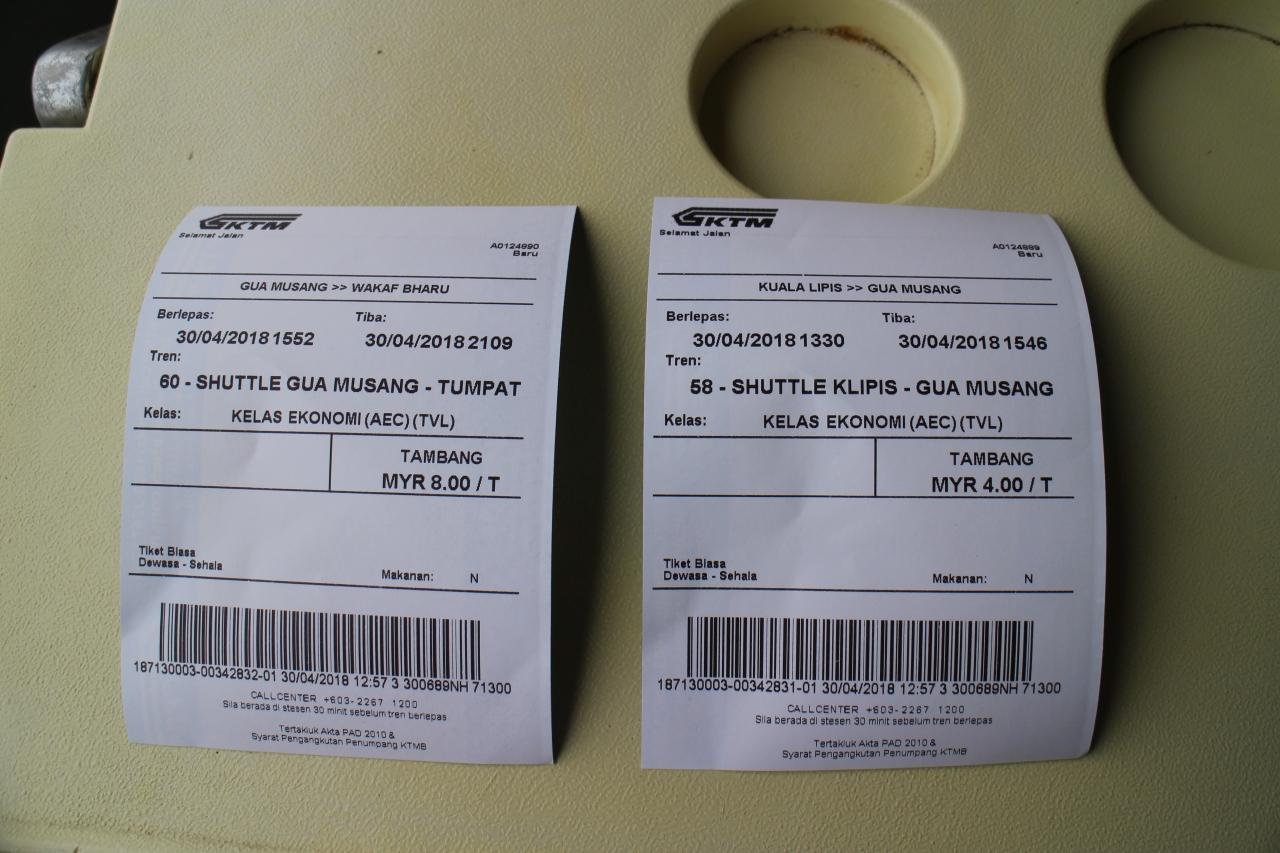 KTM
Selamat Jalan
A0124890
Baru
GUA MUSANG >> WAKAF BHARU
Berlepas: Tiba:
30/04/2018 1552 30/04/2018 2109
Tren:
60 - SHUTTLE GUA MUSANG - TUMPAT
Kelas: KELAS EKONOMI (AEC) (TVL)
TAMBANG
MYR 8.00 / T
Tiket Biasa
Dewasa - Sehala
Makanan: N
187130003-00342832-01 30/04/2018 12:57 3 300689NH 71300
CALLCENTER +603-2267 1200
Sila berada di stesen 30 minit sebelum tren berlepas
Tertakluk Akta PAD 2010 &
Syarat Pengangkutan Penumpang KTMB
KTM
Selamat Jalan
A0124889
Baru
KUALA LIPIS >> GUA MUSANG
Berlepas: Tiba:
30/04/2018 1330 30/04/2018 1546
Tren:
58 - SHUTTLE KLIPIS - GUA MUSANG
Kelas: KELAS EKONOMI (AEC) (TVL)
TAMBANG
MYR 4.00 / T
Tiket Biasa
Dewasa - Sehala
Makanan: N
187130003-00342831-01 30/04/2018 12:57 3 300689NH 71300
CALLCENTER +603-2267 1200
Sila berada di stesen 30 minit sebelum tren berlepas
Tertakluk Akta PAD 2010 &
Syarat Pengangkutan Penumpang KTMB